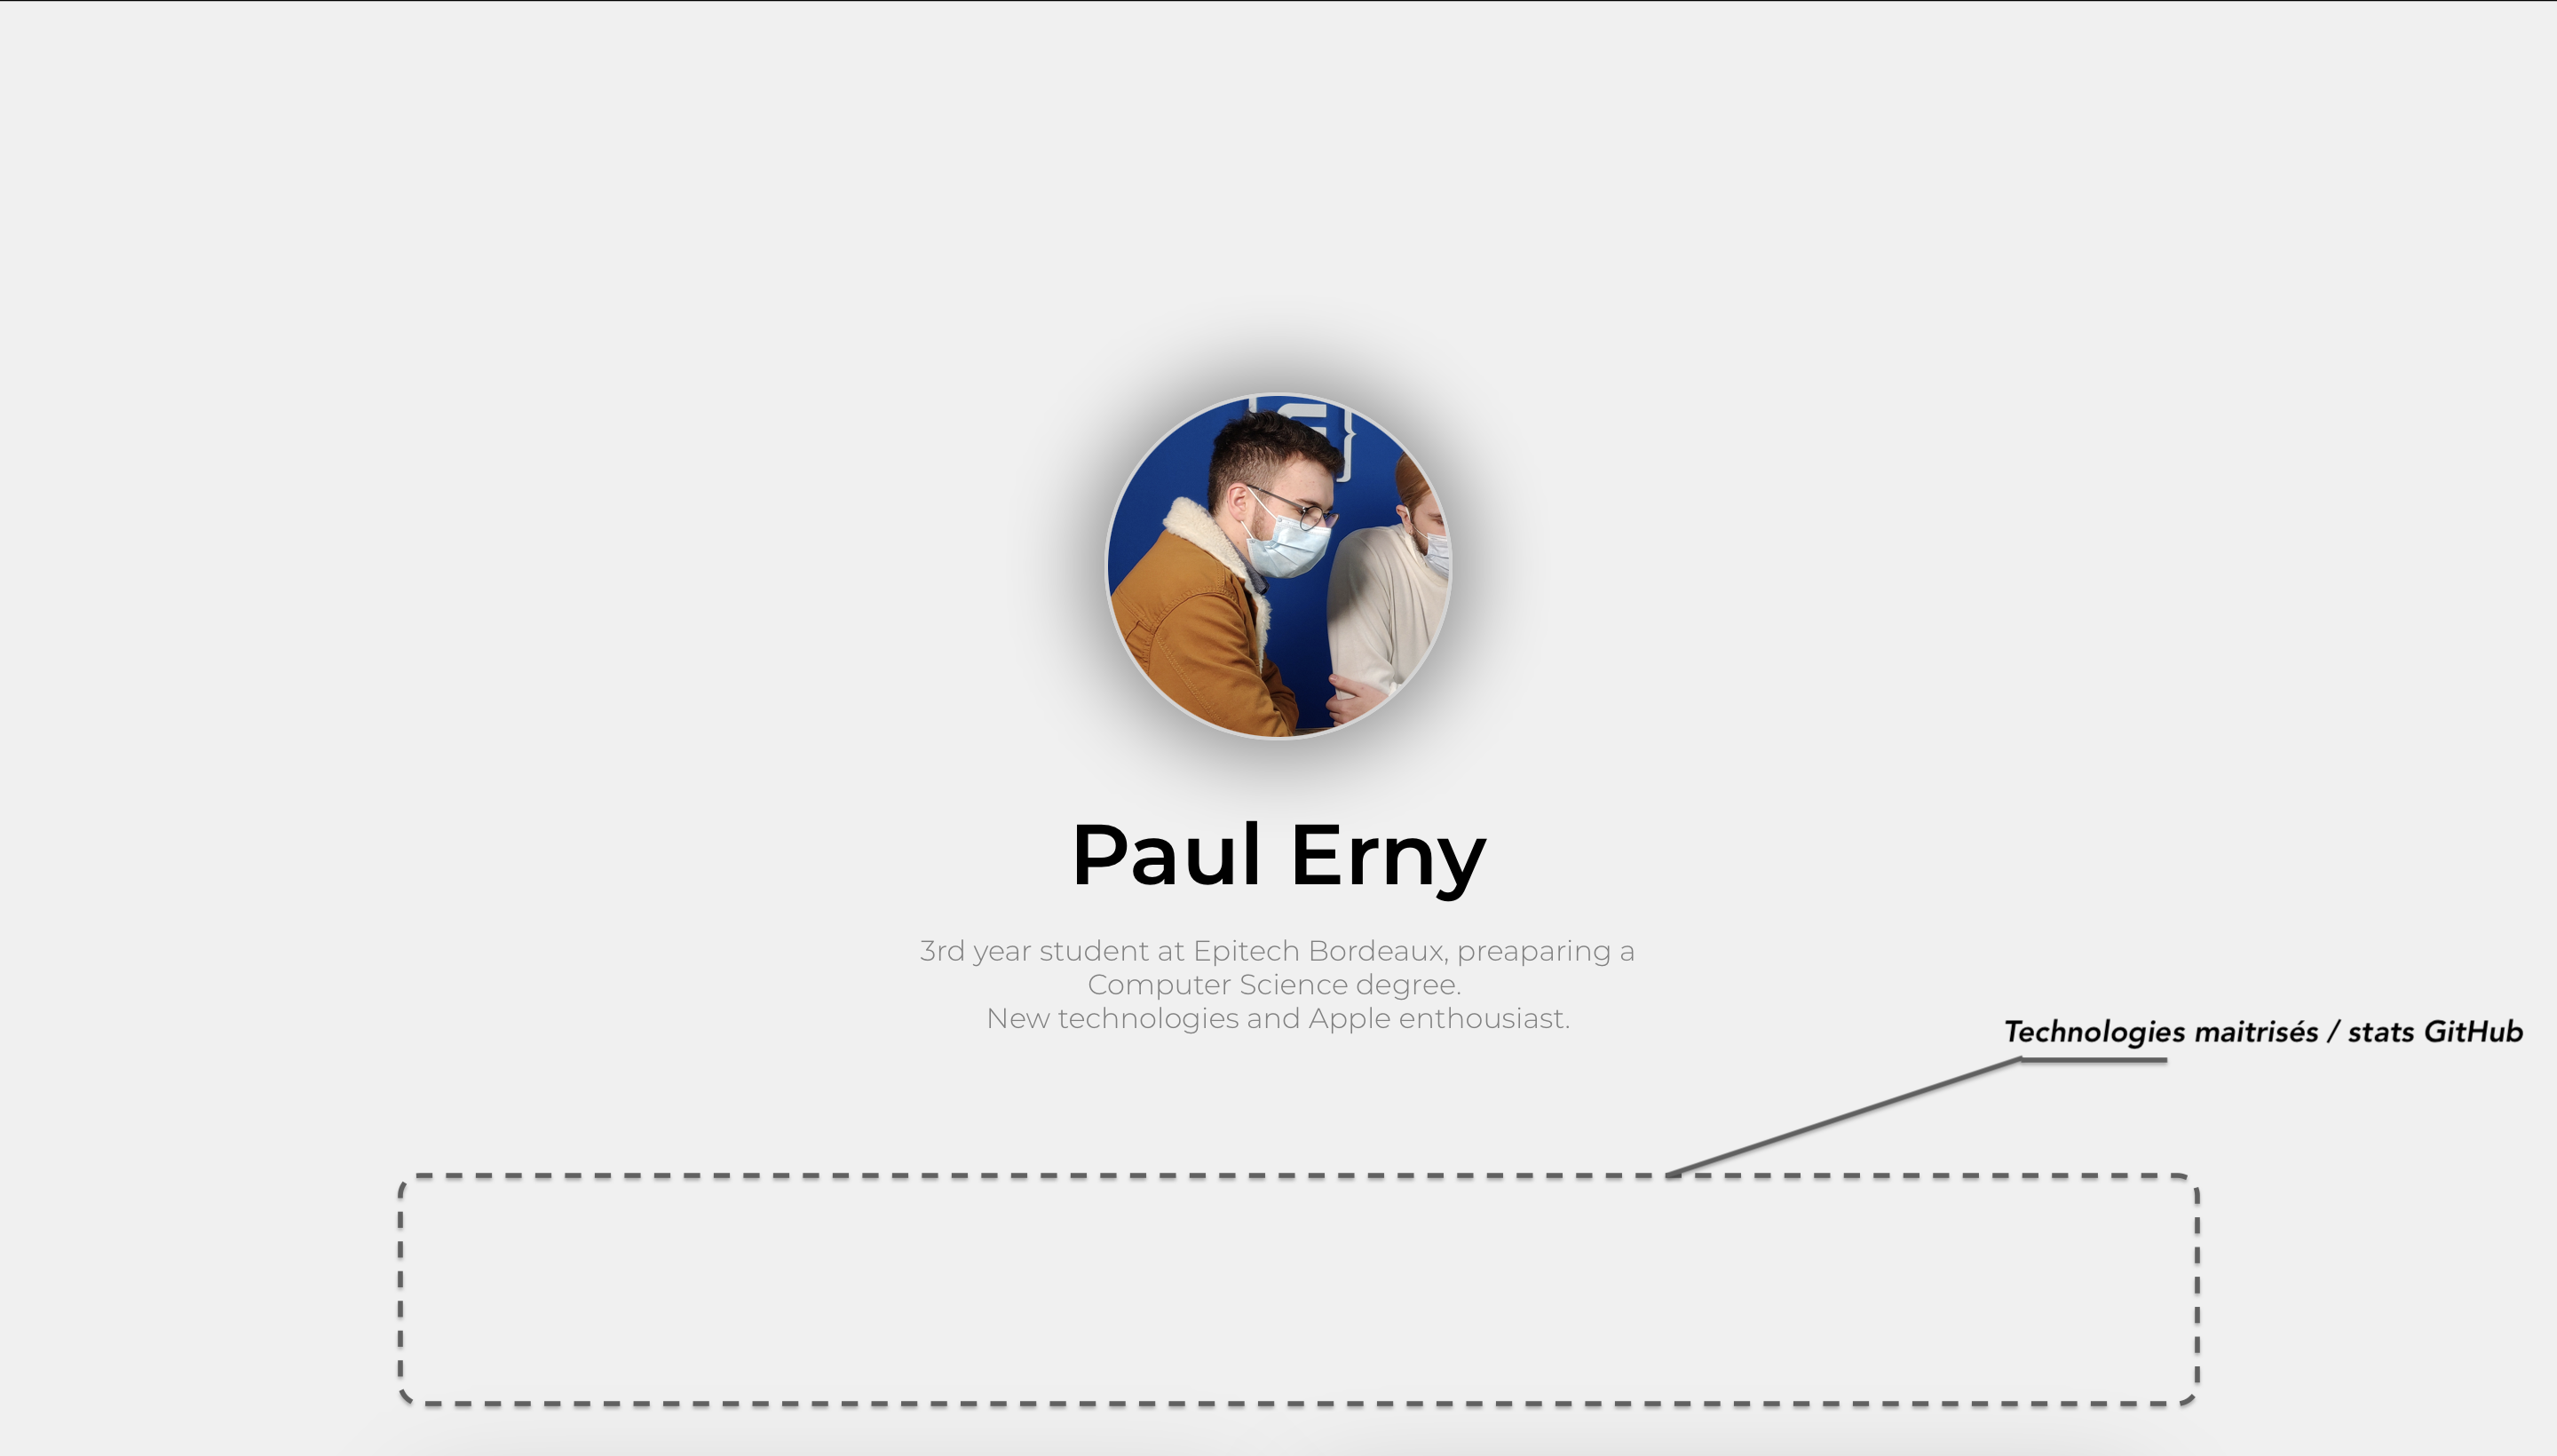 Paul Erny
3rd year student at Epitech Bordeaux, preaparing a
Computer Science degree.
New technologies and Apple enthousiast.
Technologies maitrisés / stats GitHub